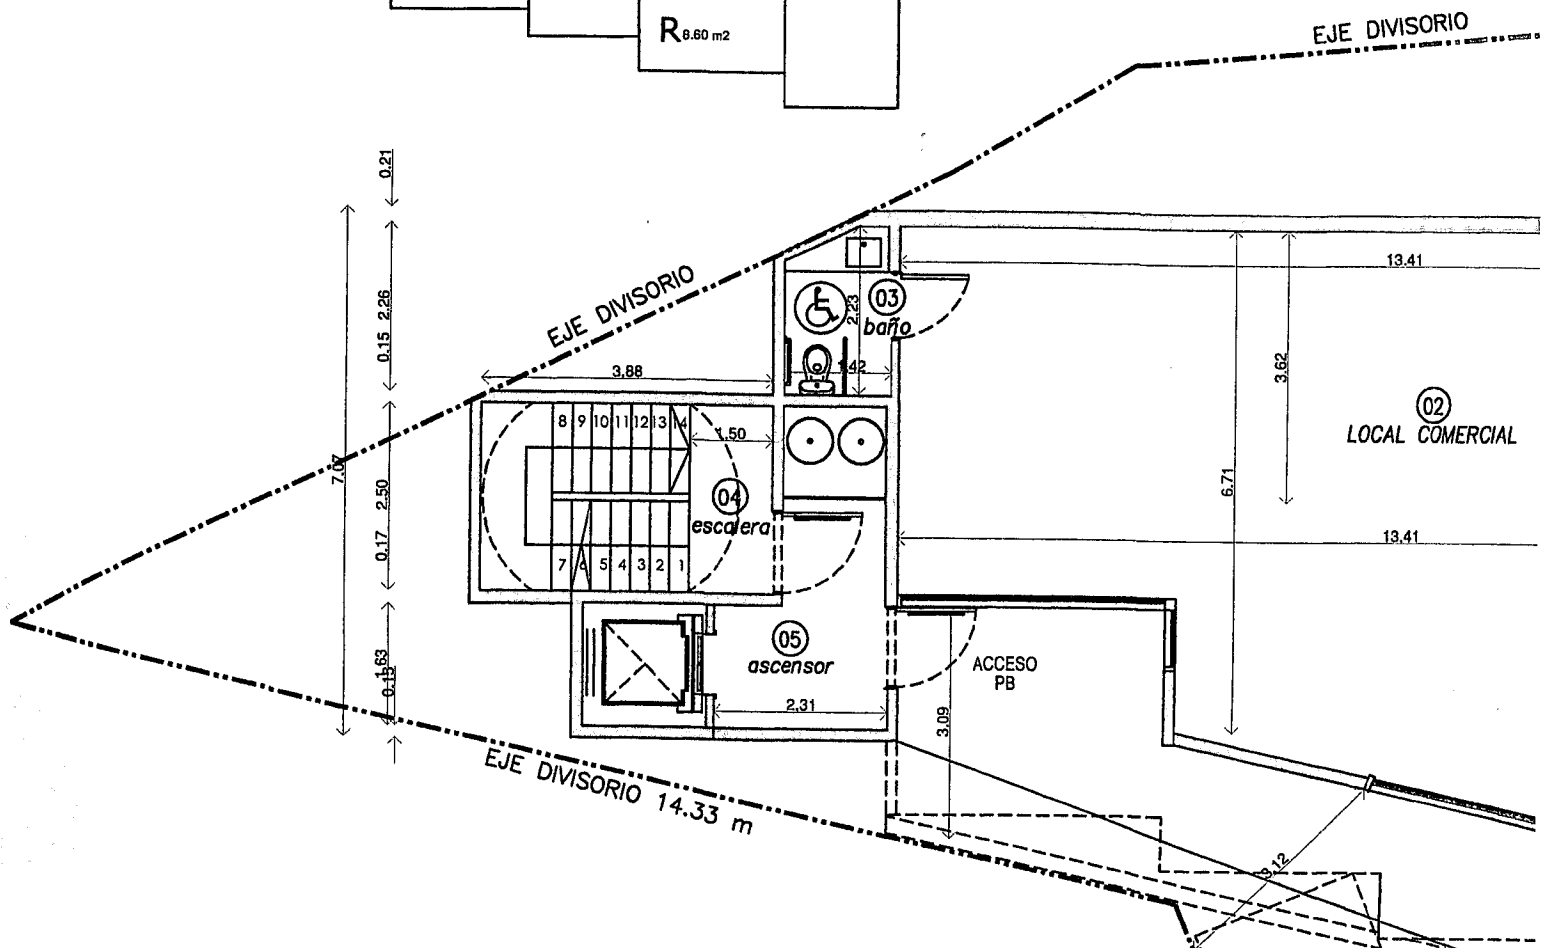 R 8.60 m2
EJE DIVISORIO
0.21
EJE DIVISORIO
03
baño
13.41
2.26
2.23
0.15
3.62
3.88
1.42
02
LOCAL COMERCIAL
8 9 10 11 12 13 14
1.50
7.07
2.50
6.71
04
escalera
0.17
13.41
7 6 5 4 3 2 1
05
ascensor
ACCESO
PB
1.63
2.31
3.09
EJE DIVISORIO 14.33 m
3.12